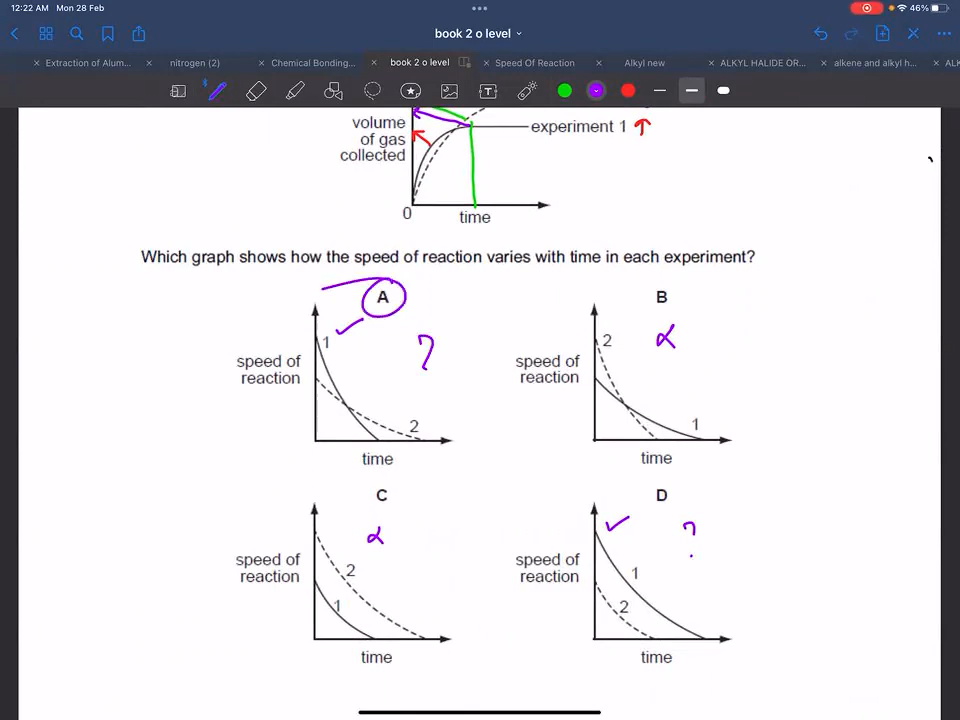 12:22 AM Mon 28 Feb
46%
book 2 o level
Extraction of Alum...
nitrogen (2)
Chemical Bonding...
book 2 o level
Speed Of Reaction
Alkyl new
ALKYL HALIDE OR...
alkene and alkyl h...
ALK
volume
of gas
collected
experiment 1
0
time
Which graph shows how the speed of reaction varies with time in each experiment?
A
1
?
speed of
reaction
2
time
B
2
speed of
reaction
1
time
C
speed of
reaction
2
1
time
D
?
speed of
reaction
1
2
time